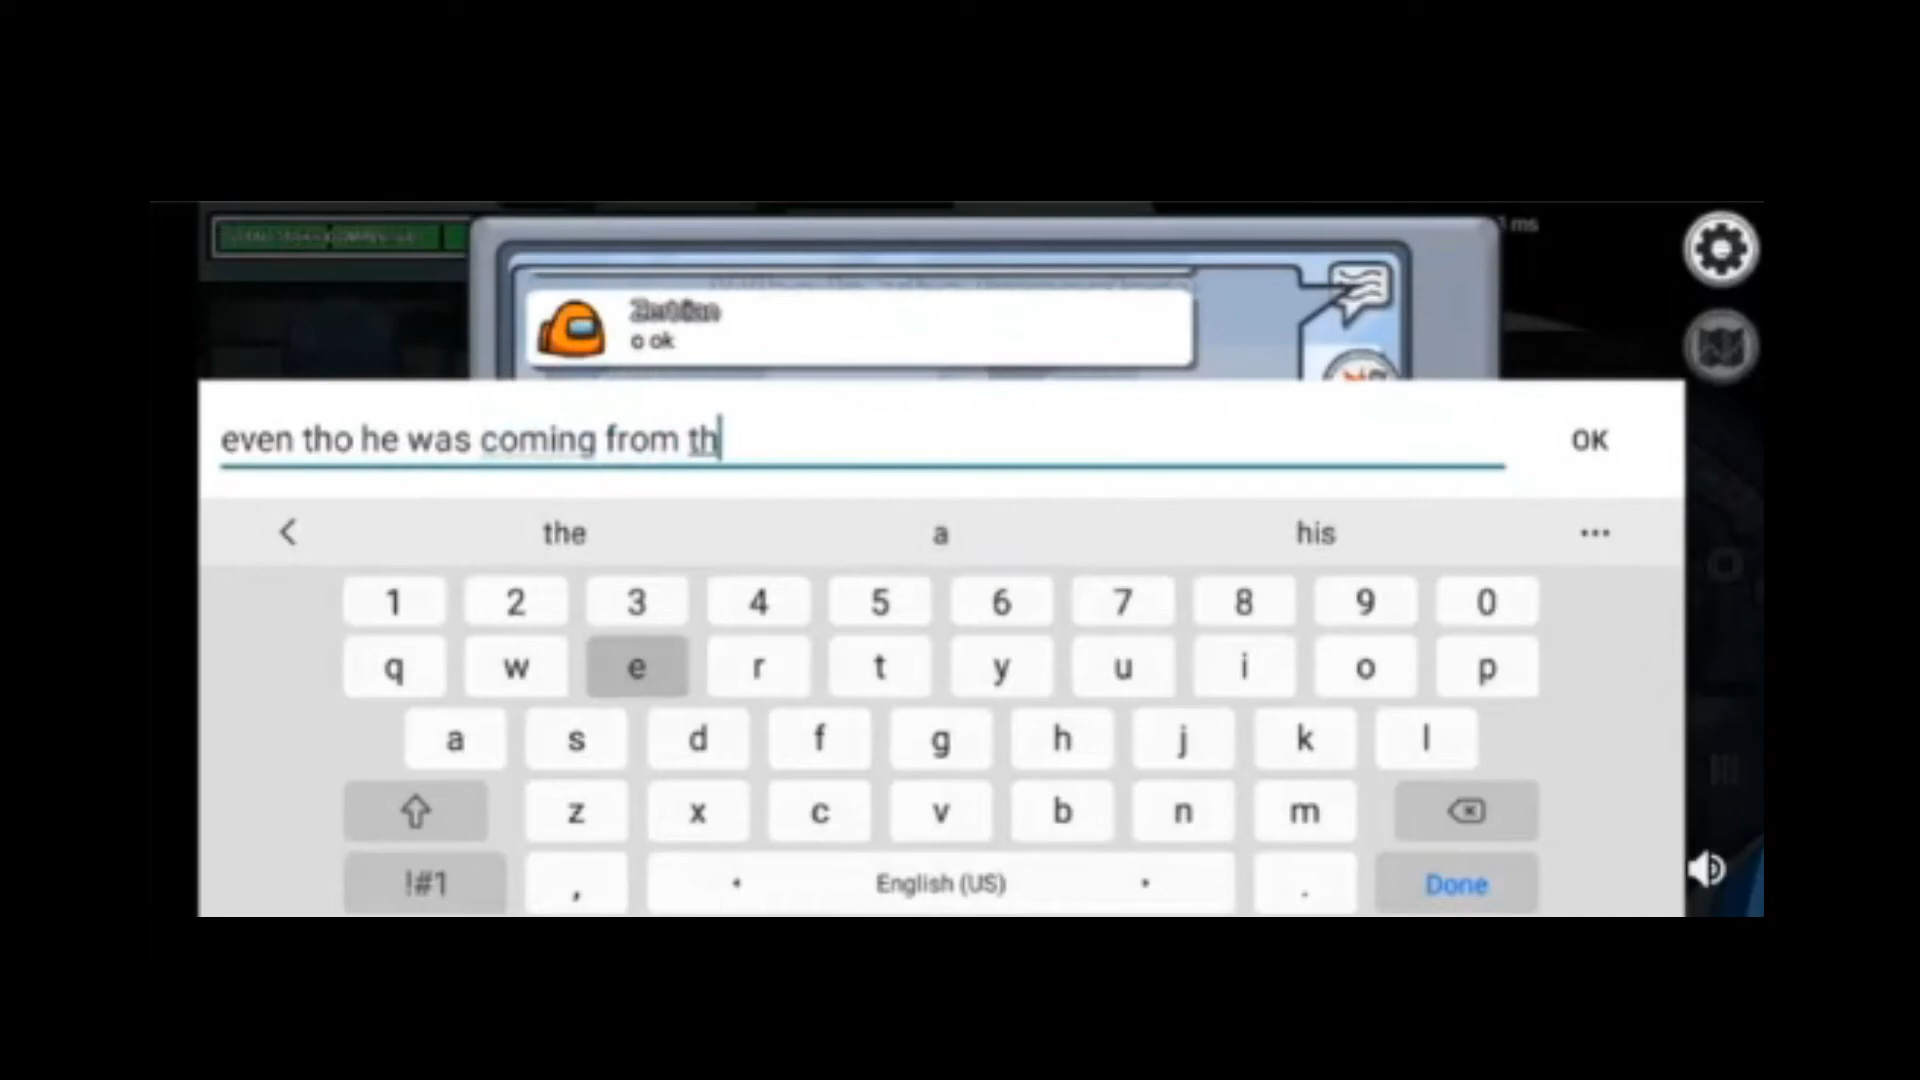 ms
o ok
even tho he was coming from th
OK
the a his ...
1 2 3 4 5 6 7 8 9 0
q w e r t y u i o p
a s d f g h j k l
z x c v b n m
!#1 , English (US) . Done